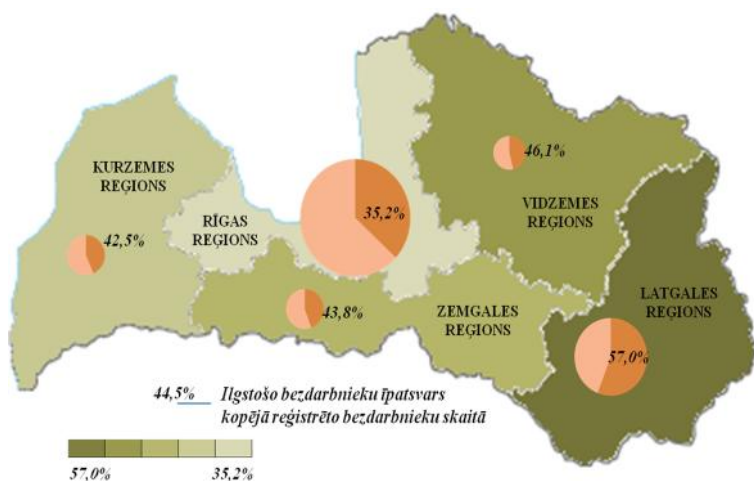 46,1%
KURZEMES
REĢIONS
VIDZEMES
REĢIONS
35,2%
RĪGAS
REĢIONS
42,5%
LATGALES
REĢIONS
ZEMGALES
REĢIONS
43,8%
57,0%
44,5% Ilgstošo bezdarbnieku īpatsvars
kopējā reģistrēto bezdarbnieku skaitā
57,0% 35,2%